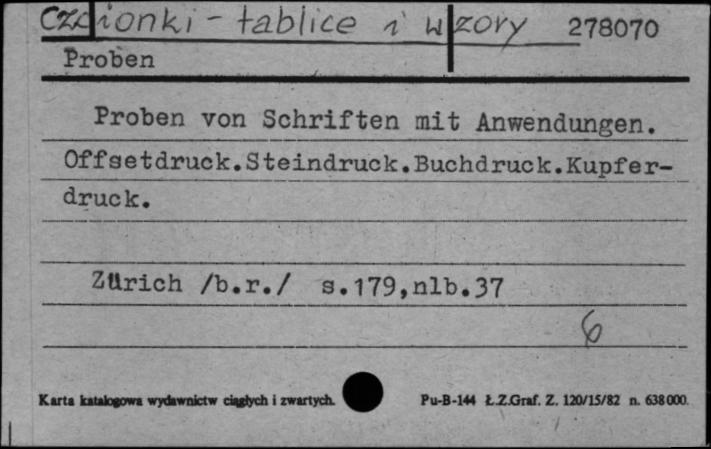 Czcionki - tablice i wzory 278070
Proben
Proben von Schriften mit Anwendungen.
Offsetdruck.Steindruck.Buchdruck.Kupfer-
druck.
Zürich /b.r./ s.179,nlb.37
6
Karta katalogowa wydawnictw ciągłych i zwartych.
Pu-B-144 Ł.Z.Graf. Z. 120/15/82 n. 638000.